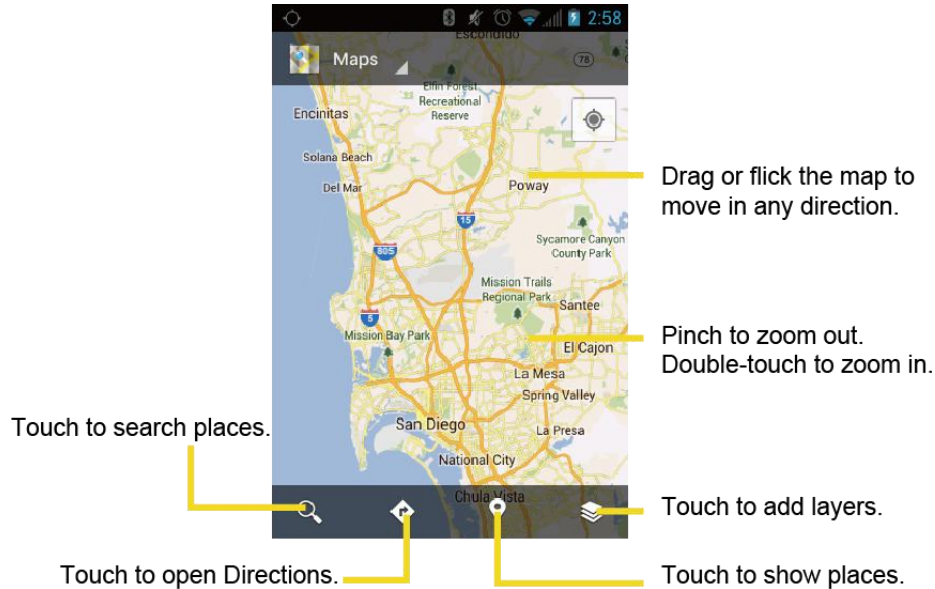 2:58
Escondido
Maps
78
Elfin Forest
Recreational
Reserve
Encinitas
Solana Beach
Del Mar
Poway
Drag or flick the map to
move in any direction.
15
805
Sycamore Canyon
County Park
Mission Trails
Regional Park
Santee
5
Mission Bay Park
Pinch to zoom out.
Double-touch to zoom in.
El Cajon
La Mesa
Spring Valley
Touch to search places.
San Diego
La Presa
National City
Chula Vista
Touch to add layers.
Touch to open Directions.
Touch to show places.